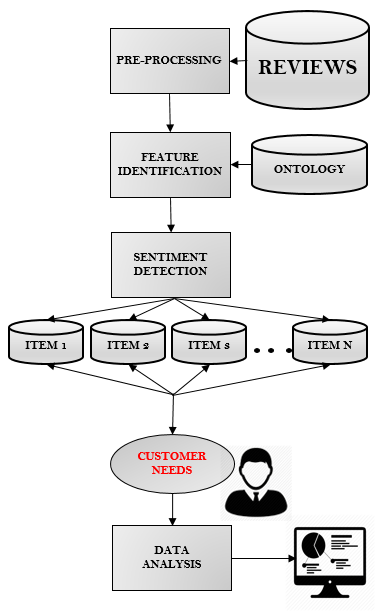 PRE-PROCESSING
REVIEWS
FEATURE
IDENTIFICATION
ONTOLOGY
SENTIMENT
DETECTION
ITEM 1
ITEM 2
ITEM 3
ITEM N
CUSTOMER
NEEDS
DATA
ANALYSIS